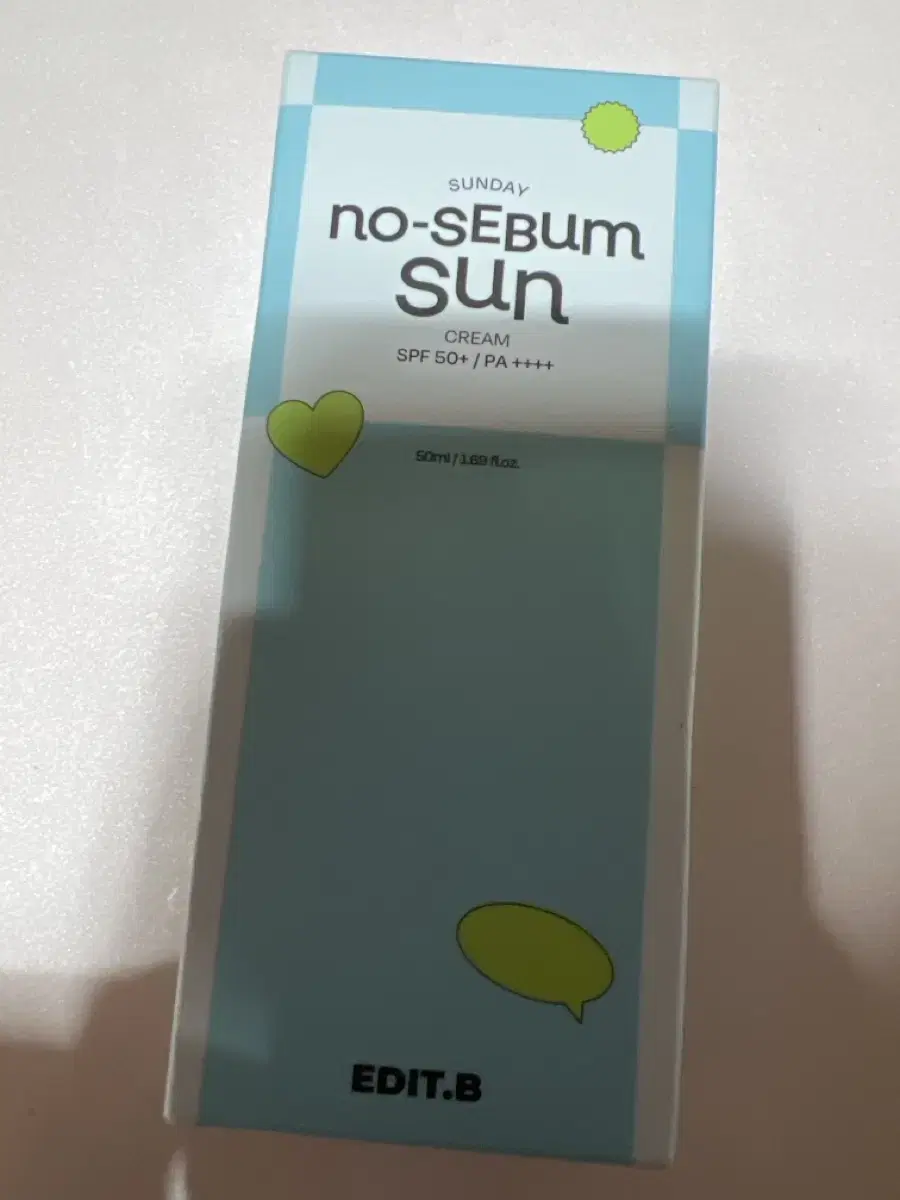 SUNDAY
no-SEBum
Sun
CREAM
SPF 50+ / PA ++++
50ml / 1.69 fl.oz.
EDIT.B